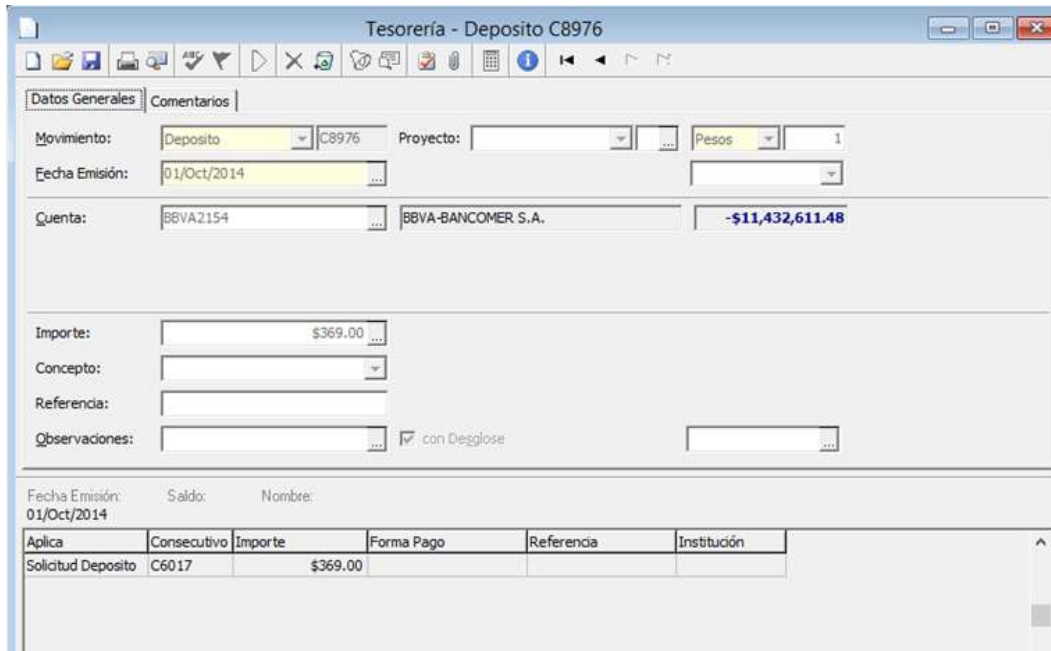 Tesorería - Deposito C8976
Datos Generales Comentarios
Movimiento: Deposito C8976 Proyecto: ... Pesos 1
Fecha Emisión: 01/Oct/2014 ...
Cuenta: BBVA2154 ... BBVA-BANCOMER S.A. -$11,432,611.48
Importe: $369.00 ...
Concepto:
Referencia:
Observaciones: ... con Desglose ...
Fecha Emisión: Saldo: Nombre:
01/Oct/2014
Aplica Consecutivo Importe Forma Pago Referencia Institución
Solicitud Deposito C6017 $369.00